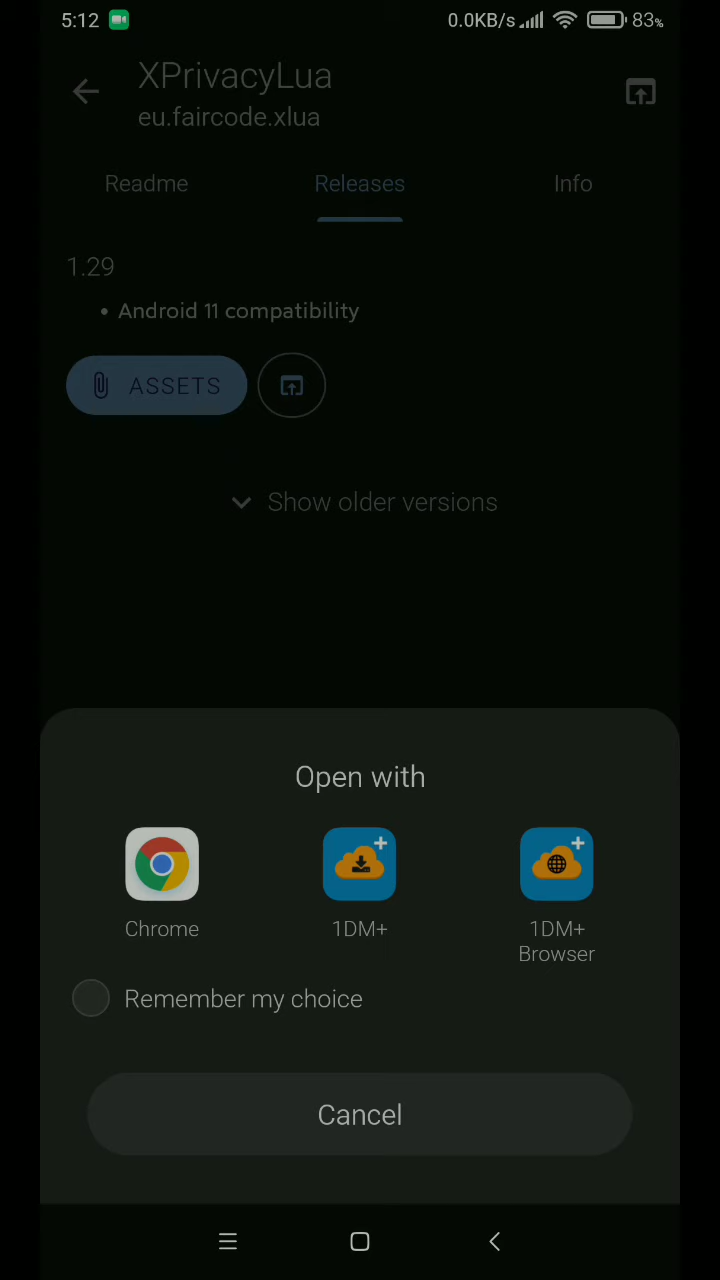 5:12 0.0KB/s 83%
XPrivacyLua
eu.faircode.xlua
Readme Releases Info
1.29
• Android 11 compatibility
ASSETS
Show older versions
Open with
Chrome 1DM+ 1DM+
Browser
Remember my choice
Cancel